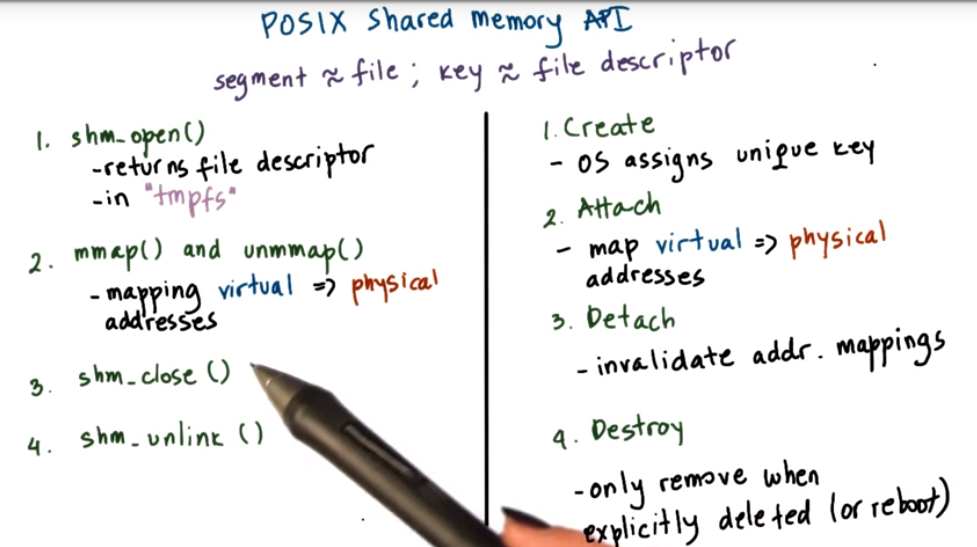 POSIX Shared Memory API
segment ≈ file; key ≈ file descriptor
1. shm_open()
-returns file descriptor
-in "tmpfs"
2. mmap() and unmmap()
-mapping virtual => physical
addresses
3. shm_close()
4. shm_unlink()
1. Create
- OS assigns unique key
2. Attach
- map virtual => physical
addresses
3. Detach
-invalidate addr. mappings
4. Destroy
-only remove when
explicitly deleted (or reboot)